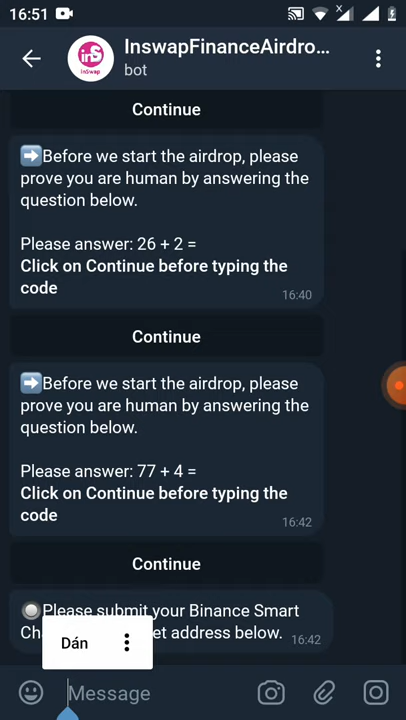 16:51
InswapFinanceAirdro...
bot
inS
InSwap
Continue
Before we start the airdrop, please
prove you are human by answering the
question below.
Please answer: 26 + 2 =
Click on Continue before typing the
code
16:40
Continue
Before we start the airdrop, please
prove you are human by answering the
question below.
Please answer: 77 + 4 =
Click on Continue before typing the
code
16:42
Continue
Please submit your Binance Smart
et address below.
16:42
Dán
Message